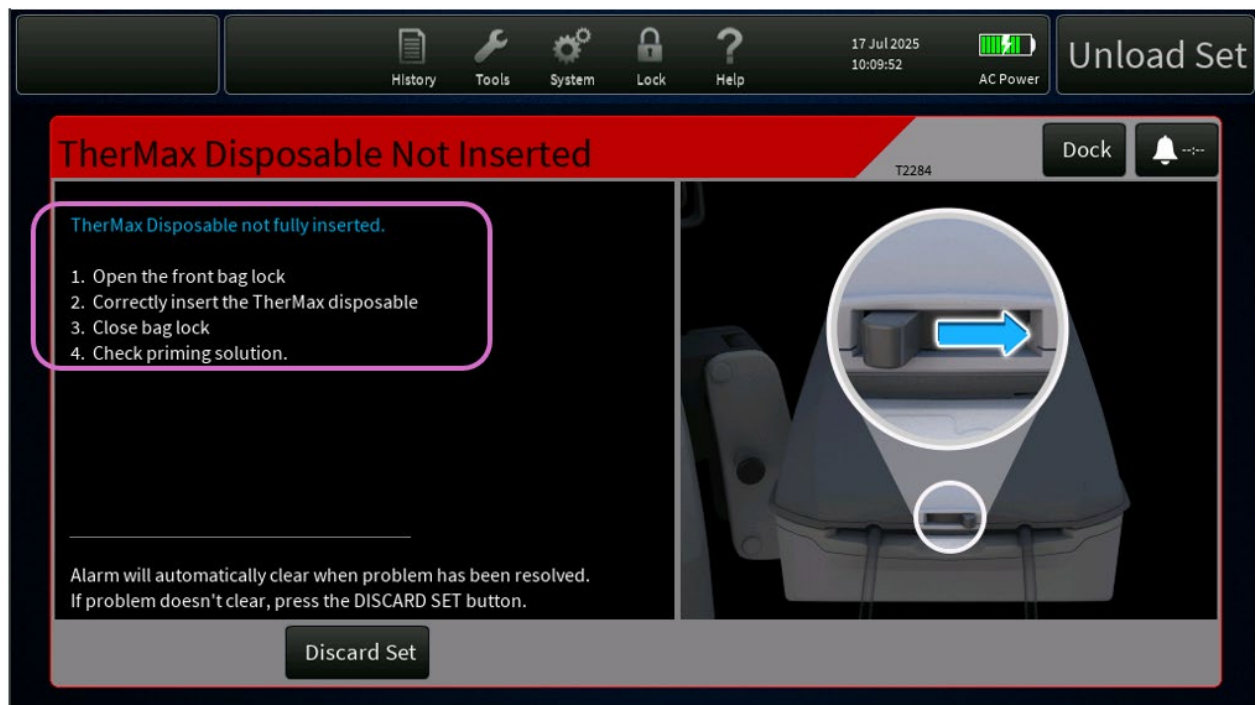 History
Tools
System
Lock
Help
17 Jul 2025
10:09:52
AC Power
Unload Set
TherMax Disposable Not Inserted
T2284
Dock
--:--
TherMax Disposable not fully inserted.
1. Open the front bag lock
2. Correctly insert the TherMax disposable
3. Close bag lock
4. Check priming solution.
Alarm will automatically clear when problem has been resolved.
If problem doesn't clear, press the DISCARD SET button.
Discard Set